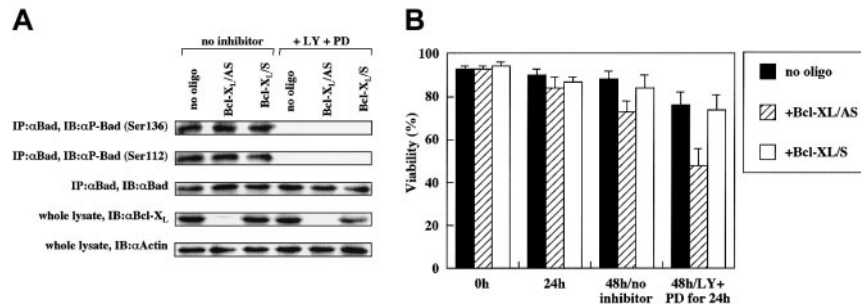 A
no inhibitor
+ LY + PD
no oligo
Bcl-XL/AS
Bcl-XL/S
no oligo
Bcl-XL/AS
Bcl-XL/S
IP:αBad, IB:αP-Bad (Ser136)
IP:αBad, IB:αP-Bad (Ser112)
IP:αBad, IB:αBad
whole lysate, IB:αBcl-XL
whole lysate, IB:αActin
B
Viability (%)
100
80
60
40
20
0
0h
24h
48h/no
inhibitor
48h/LY+
PD for 24h
no oligo
+Bcl-XL/AS
+Bcl-XL/S